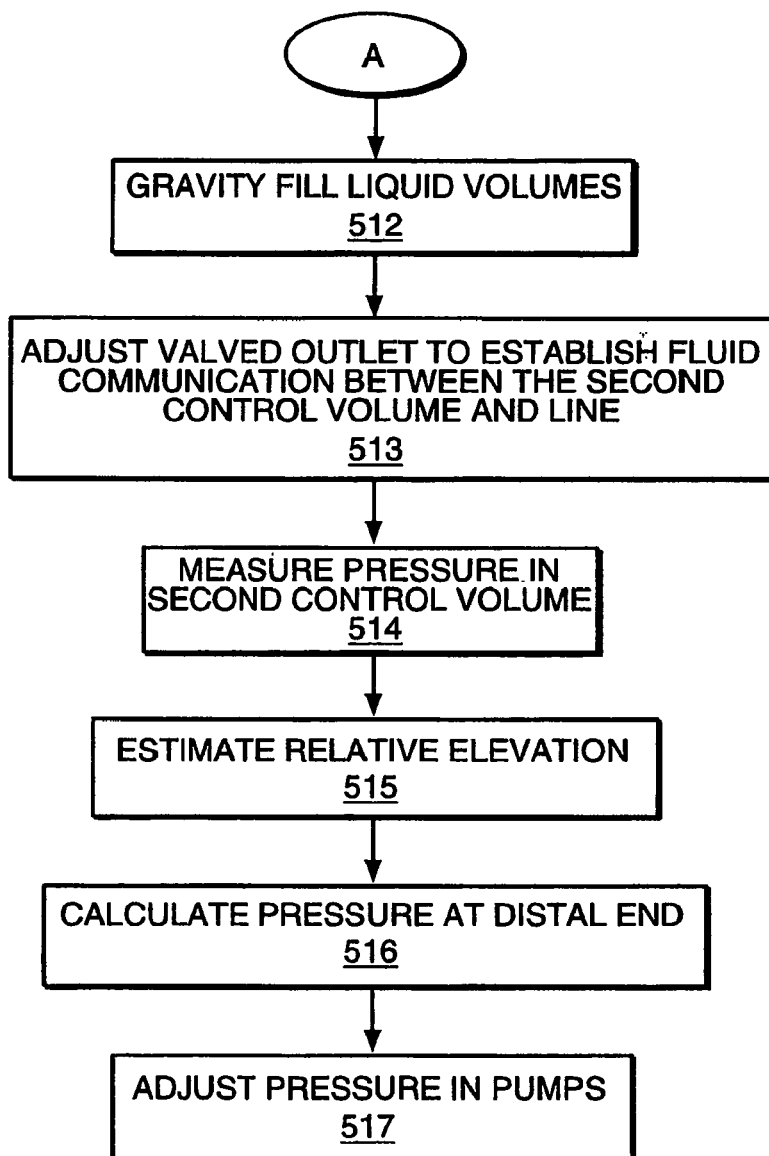 A
GRAVITY FILL LIQUID VOLUMES
512
ADJUST VALVED OUTLET TO ESTABLISH FLUID
COMMUNICATION BETWEEN THE SECOND
CONTROL VOLUME AND LINE
513
MEASURE PRESSURE IN
SECOND CONTROL VOLUME
514
ESTIMATE RELATIVE ELEVATION
515
CALCULATE PRESSURE AT DISTAL END
516
ADJUST PRESSURE IN PUMPS
517